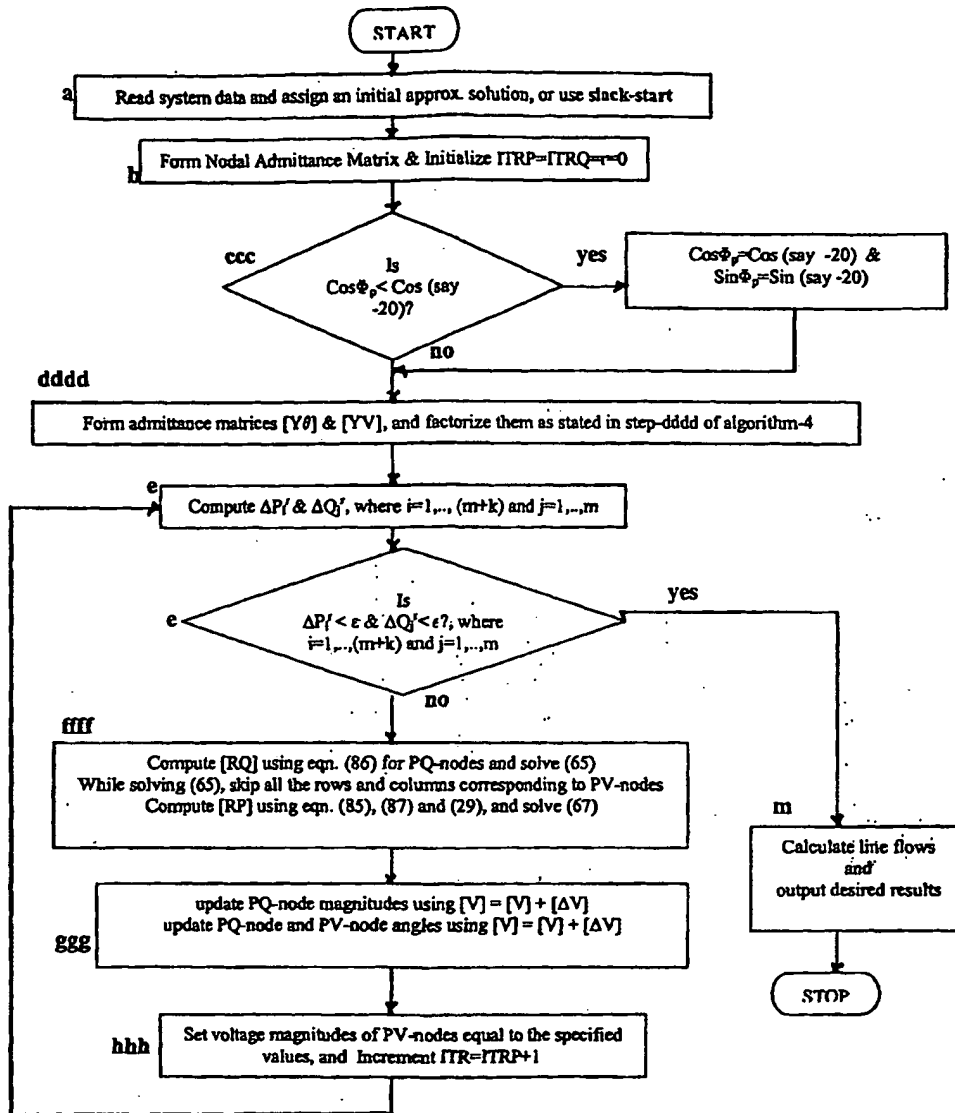 START
a
Read system data and assign an initial approx. solution, or use slack-start
b
Form Nodal Admittance Matrix & Initialize ITRP=ITRQ=r=0
ccc
Is
CosΦp< Cos (say
-20)?
yes
CosΦp=Cos (say -20) &
SinΦp=Sin (say -20)
no
dddd
Form admittance matrices [Yθ] & [YV], and factorize them as stated in step-dddd of algorithm-4
e
Compute ΔPiʳ & ΔQjʳ, where i=1,.., (m+k) and j=1,..,m
e
Is
ΔPiʳ < ε & ΔQjʳ< ϵ?, where
i=1,..,(m+k) and j=1,..,m
yes
no
ffff
Compute [RQ] using eqn. (86) for PQ-nodes and solve (65)
While solving (65), skip all the rows and columns corresponding to PV-nodes
Compute [RP] using eqn. (85), (87) and (29), and solve (67)
m
Calculate line flows
and
output desired results
update PQ-node magnitudes using [V] = [V] + [ΔV]
update PQ-node and PV-node angles using [V] = [V] + [ΔV]
ggg
STOP
hhh
Set voltage magnitudes of PV-nodes equal to the specified
values, and Increment ITR=ITRP+1